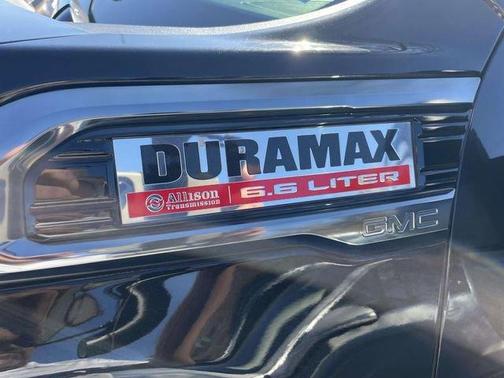 DURAMAX
Allison Transmission 6.6 LITER
GMC